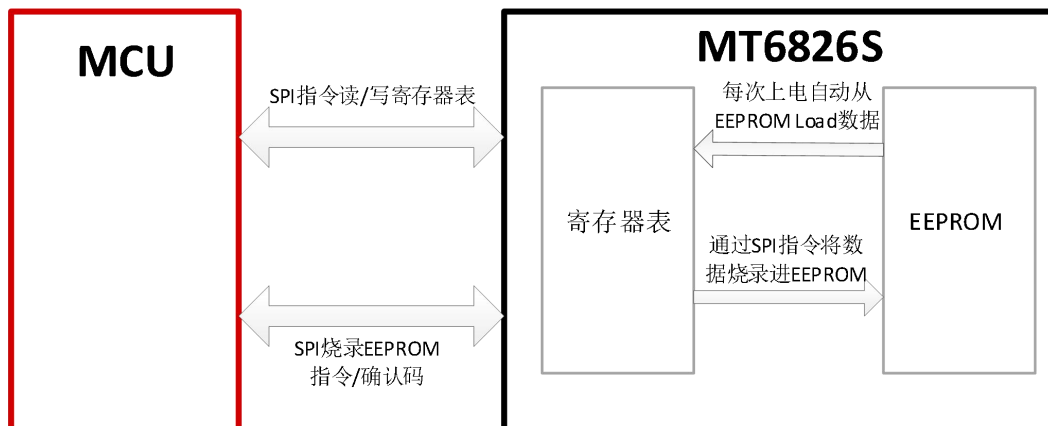 MCU
SPI指令读/写寄存器表
SPI烧录EEPROM
指令/确认码
MT6826S
每次上电自动从
EEPROM Load数据
寄存器表
通过SPI指令将数
据烧录进EEPROM
EEPROM